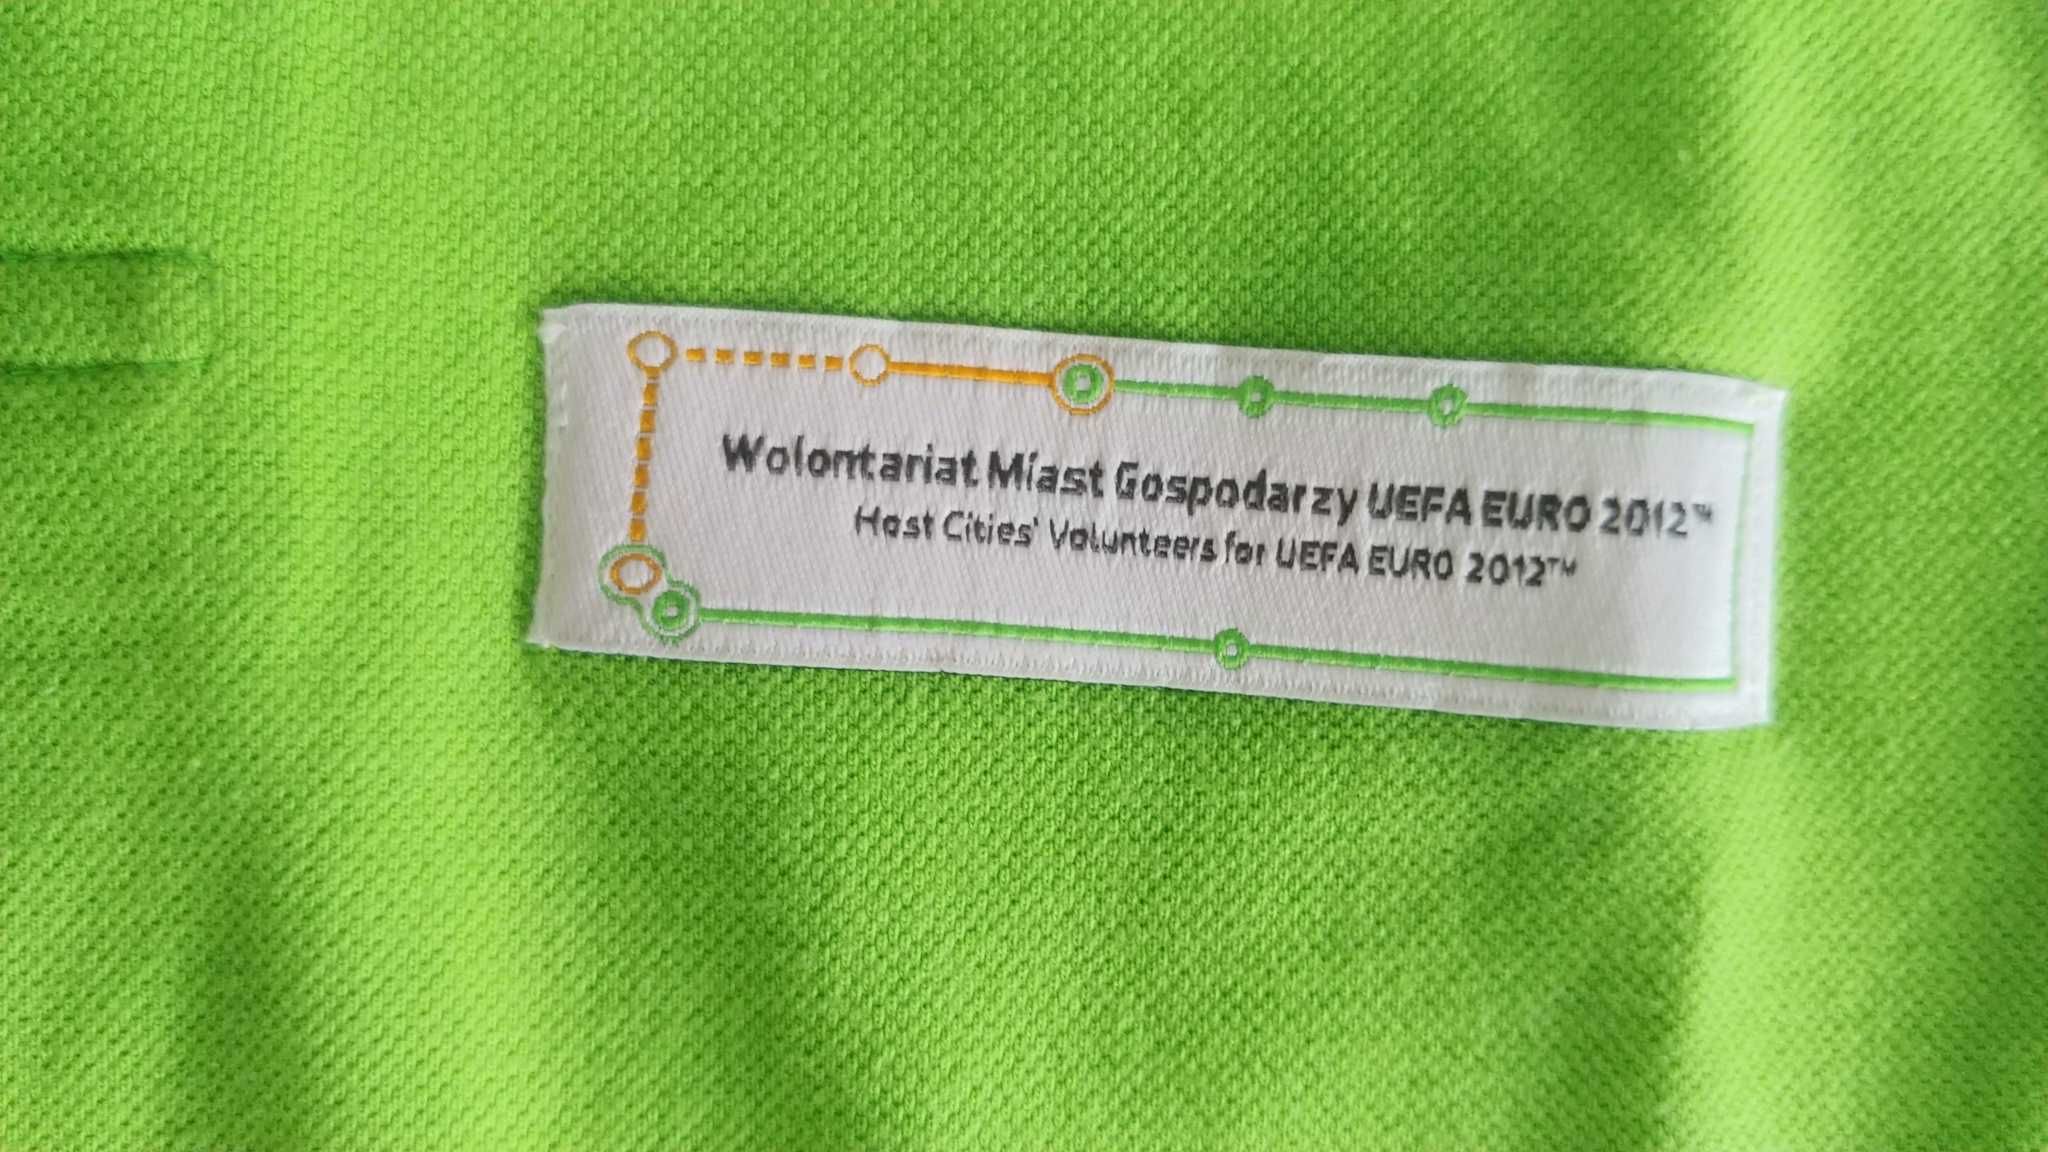 Wolontariat Miast Gospodarzy UEFA EURO 2012™
Host Cities' Volunteers for UEFA EURO 2012™